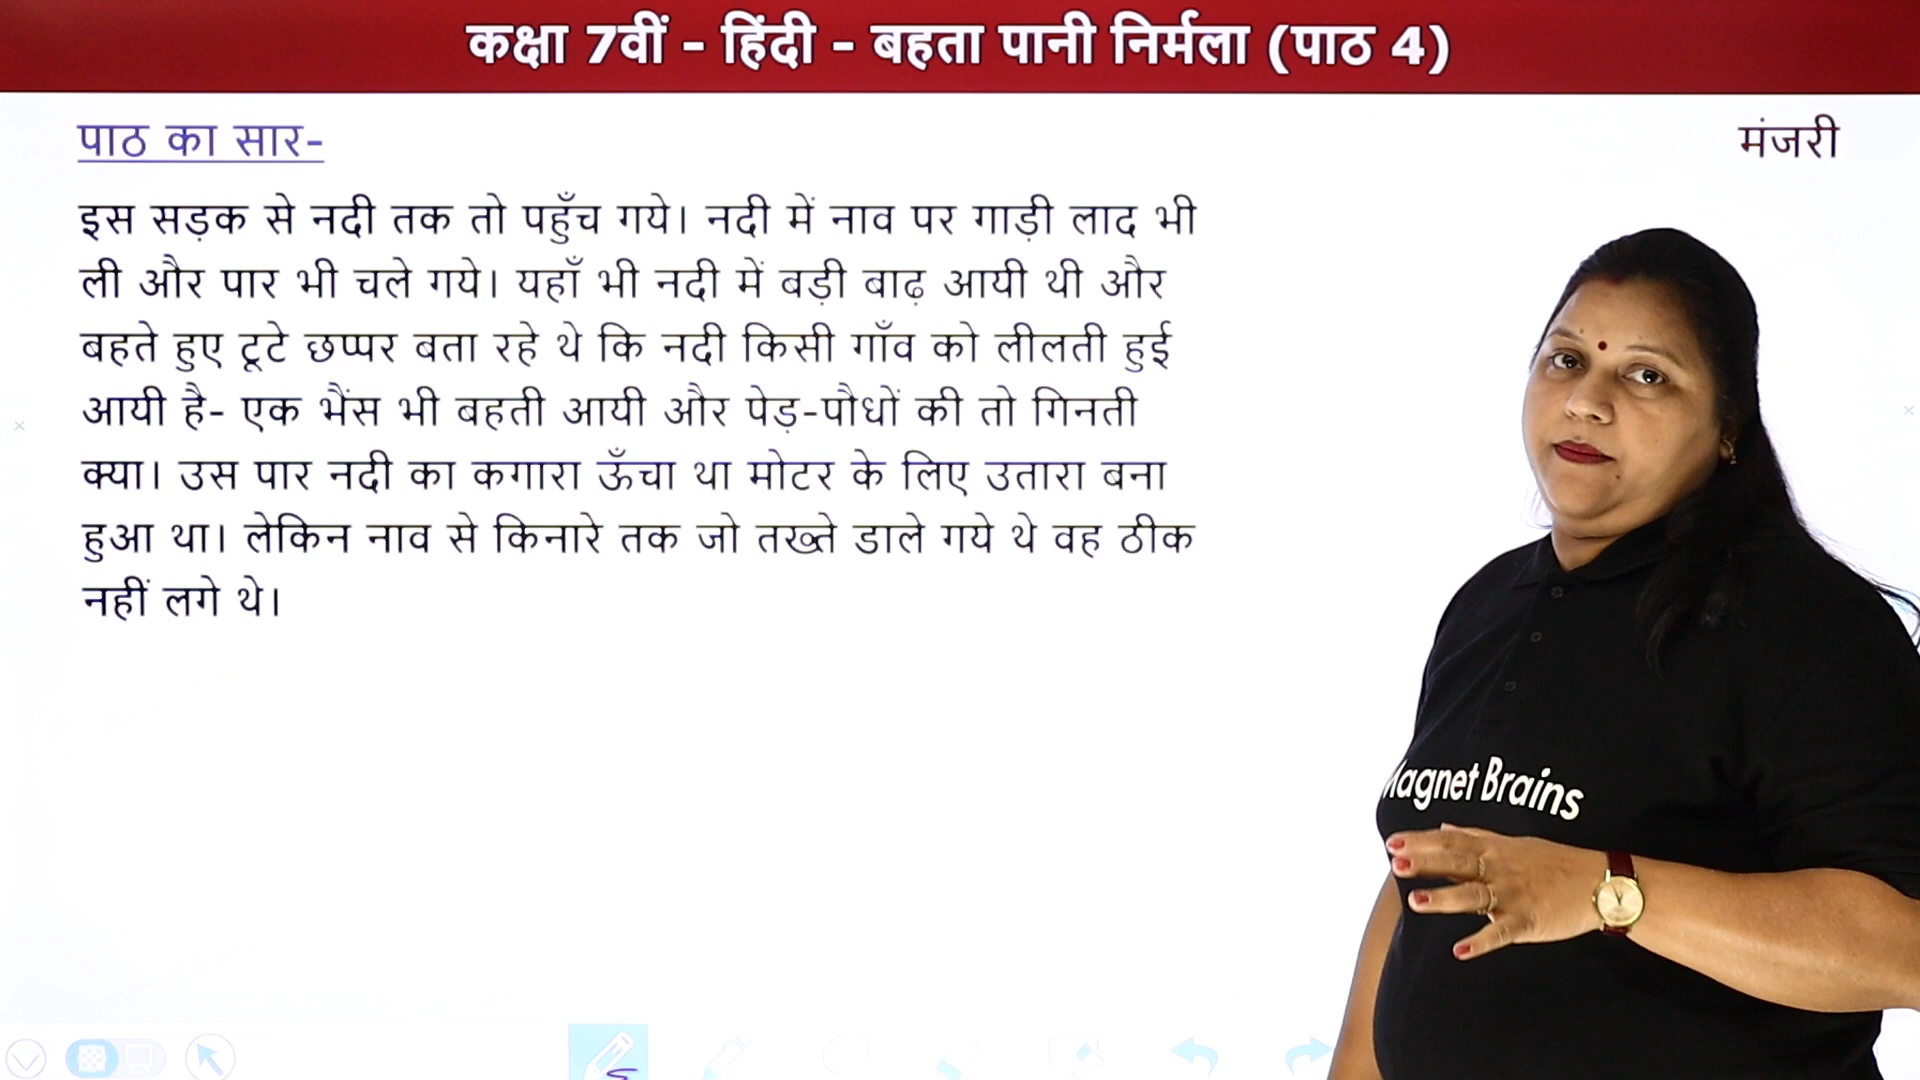 कक्षा 7वीं - हिंदी - बहता पानी निर्मला (पाठ 4)
पाठ का सार-
मंजरी
इस सड़क से नदी तक तो पहुँच गये। नदी में नाव पर गाड़ी लाद भी
ली और पार भी चले गये। यहाँ भी नदी में बड़ी बाढ़ आयी थी और
बहते हुए टूटे छप्पर बता रहे थे कि नदी किसी गाँव को लीलती हुई
आयी है- एक भैंस भी बहती आयी और पेड़-पौधों की तो गिनती
क्या। उस पार नदी का कगारा ऊँचा था मोटर के लिए उतारा बना
हुआ था। लेकिन नाव से किनारे तक जो तख्ते डाले गये थे वह ठीक
नहीं लगे थे।
Magnet Brains